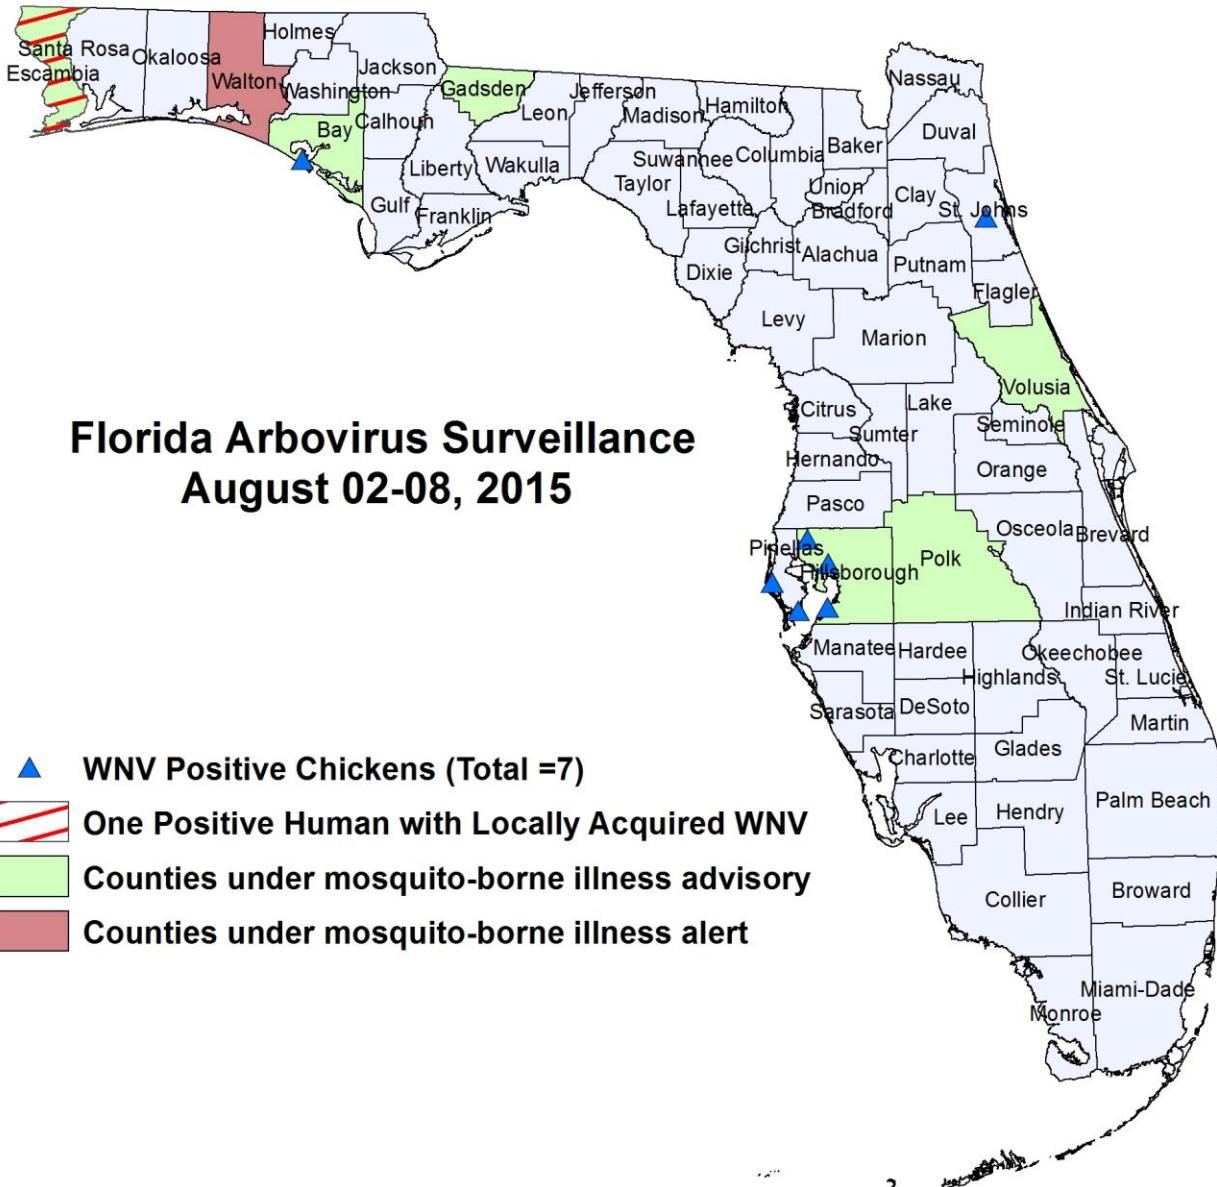 Holmes
Santa Rosa
Okaloosa
Escambia
Walton
Washington
Jackson
Gadsden
Jefferson
Leon
Madison
Hamilton
Nassau
Duval
Bay
Calhoun
Liberty
Wakulla
Suwannee
Columbia
Baker
Taylor
Union
Clay
St. Johns
Gulf
Franklin
Lafayette
Bradford
Gilchrist
Alachua
Dixie
Putnam
Flagler
Levy
Marion
Volusia
Citrus
Lake
Sumter
Seminole
Florida Arbovirus Surveillance
August 02-08, 2015
Hernando
Orange
Pasco
Osceola
Brevard
Pinellas
Hillsborough
Polk
Indian River
Manatee
Hardee
Okeechobee
Highlands
St. Lucie
Sarasota
DeSoto
Martin
Charlotte
Glades
Palm Beach
Lee
Hendry
Broward
Collier
Miami-Dade
Monroe
WNV Positive Chickens (Total =7)
One Positive Human with Locally Acquired WNV
Counties under mosquito-borne illness advisory
Counties under mosquito-borne illness alert